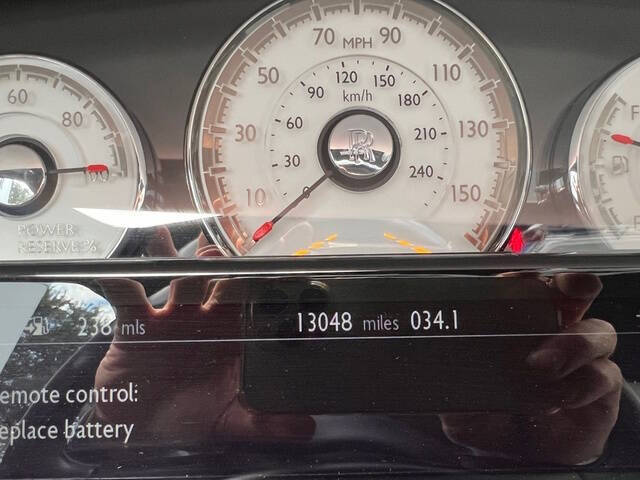 70 MPH 90
50 110
30 130
10 150
120 150
90 km/h 180
60 210
30 240
0
RR
60
80
POWER
RESERVE%
F
238 mls
13048 miles 034.1
emote control:
eplace battery